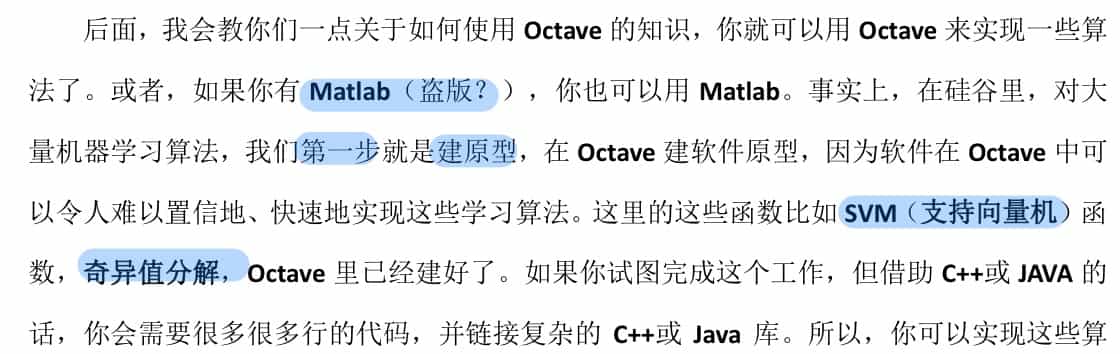 后面，我会教你们一点关于如何使用 Octave 的知识，你就可以用 Octave 来实现一些算
法了。或者，如果你有 Matlab（盗版？），你也可以用 Matlab。事实上，在硅谷里，对大
量机器学习算法，我们第一步就是建原型，在 Octave 建软件原型，因为软件在 Octave 中可
以令人难以置信地、快速地实现这些学习算法。这里的这些函数比如 SVM（支持向量机）函
数，奇异值分解，Octave 里已经建好了。如果你试图完成这个工作，但借助 C++或 JAVA 的
话，你会需要很多很多行的代码，并链接复杂的 C++或 Java 库。所以，你可以实现这些算